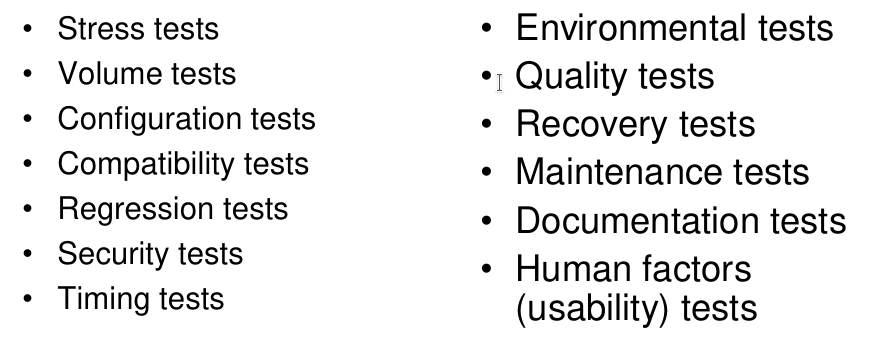 • Stress tests
• Volume tests
• Configuration tests
• Compatibility tests
• Regression tests
• Security tests
• Timing tests
• Environmental tests
• Quality tests
• Recovery tests
• Maintenance tests
• Documentation tests
• Human factors
(usability) tests